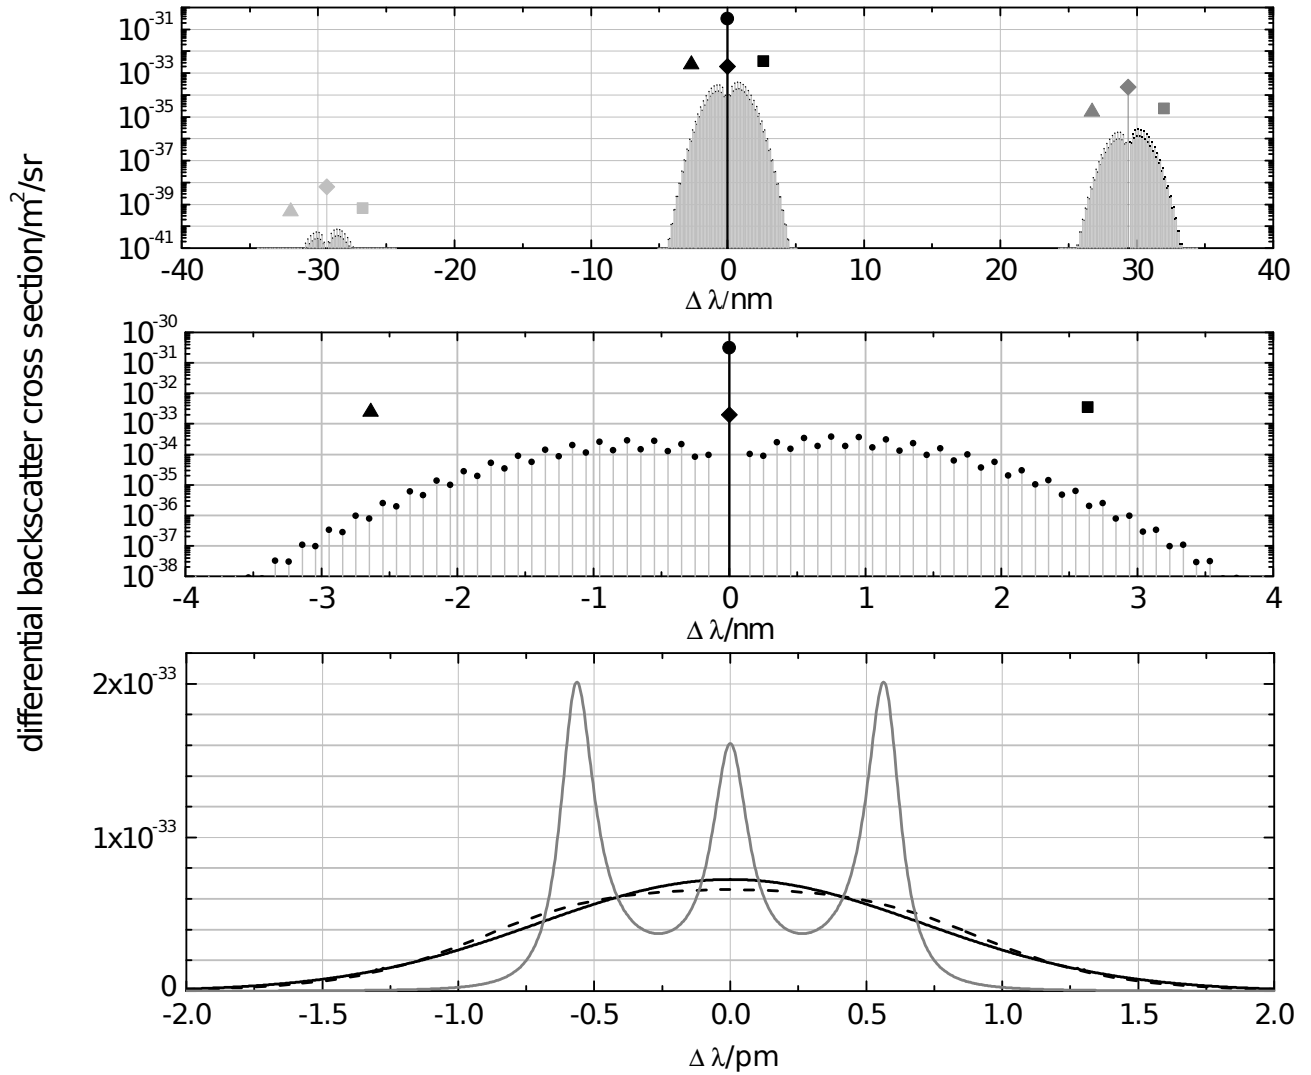 differential backscatter cross section/m²/sr
10⁻³¹
10⁻³³
10⁻³⁵
10⁻³⁷
10⁻³⁹
10⁻⁴¹
-40 -30 -20 -10 0 10 20 30 40
Δ λ/nm
10⁻³⁰
10⁻³¹
10⁻³²
10⁻³³
10⁻³⁴
10⁻³⁵
10⁻³⁶
10⁻³⁷
10⁻³⁸
-4 -3 -2 -1 0 1 2 3 4
Δ λ/nm
2x10⁻³³
1x10⁻³³
0
-2.0 -1.5 -1.0 -0.5 0.0 0.5 1.0 1.5 2.0
Δ λ/pm